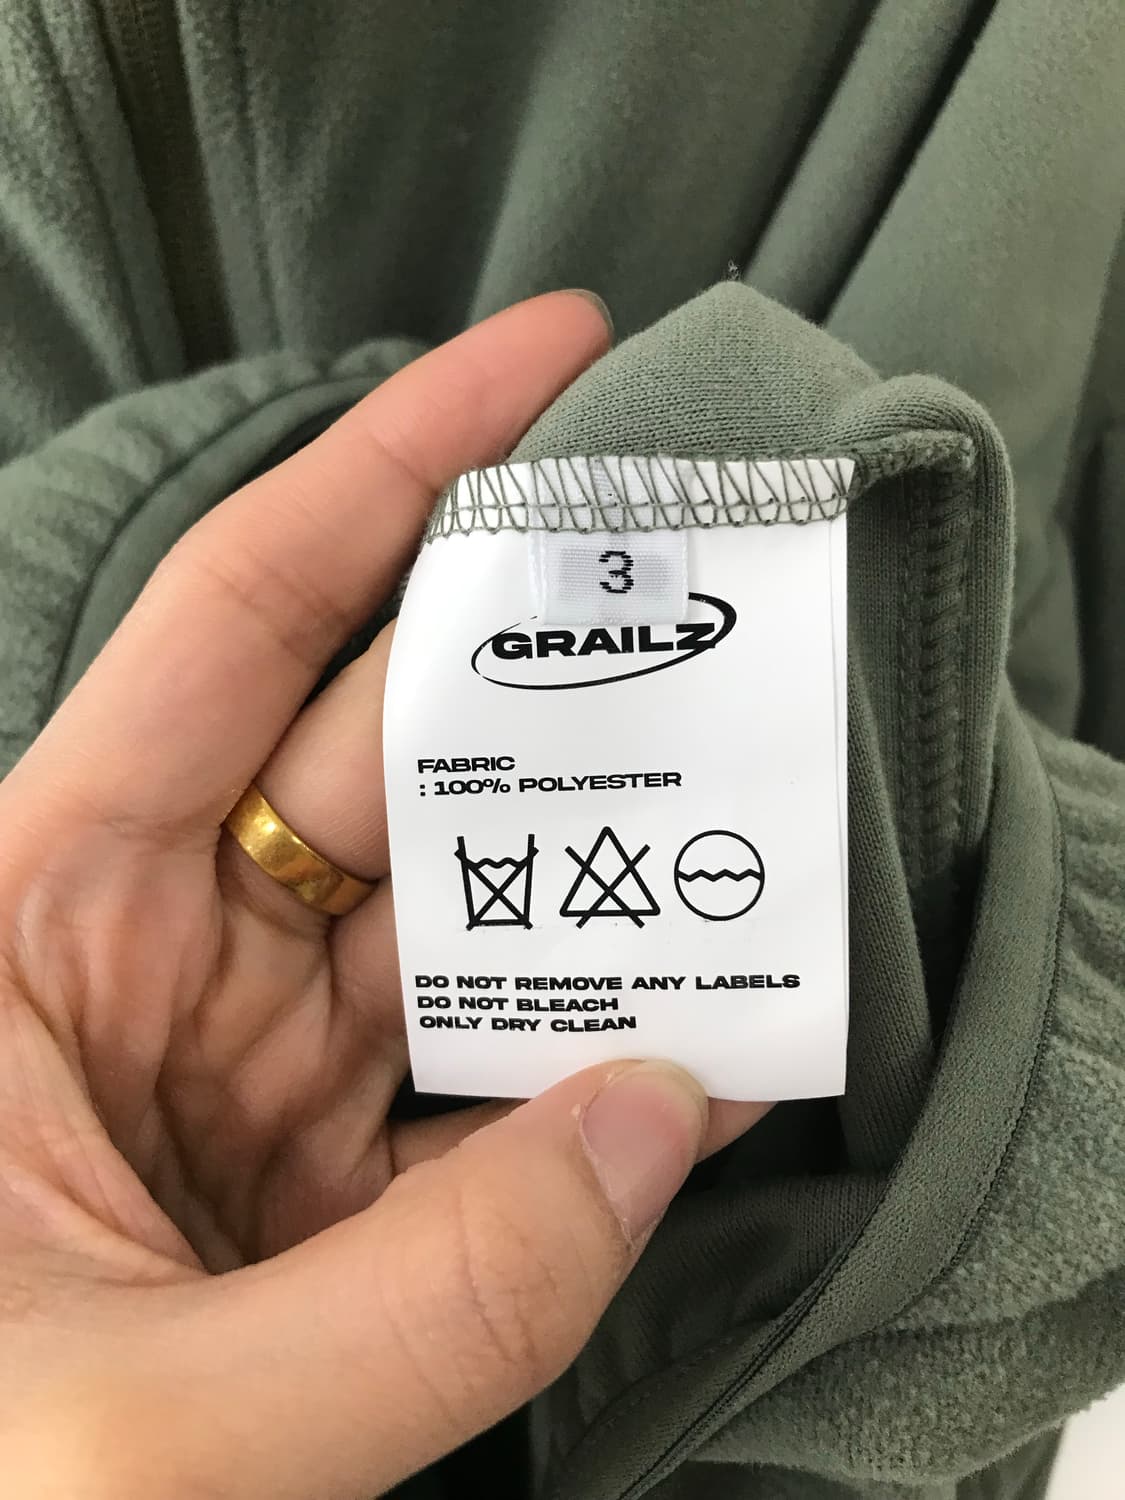 3
GRAILZ
FABRIC
: 100% POLYESTER
DO NOT REMOVE ANY LABELS
DO NOT BLEACH
ONLY DRY CLEAN